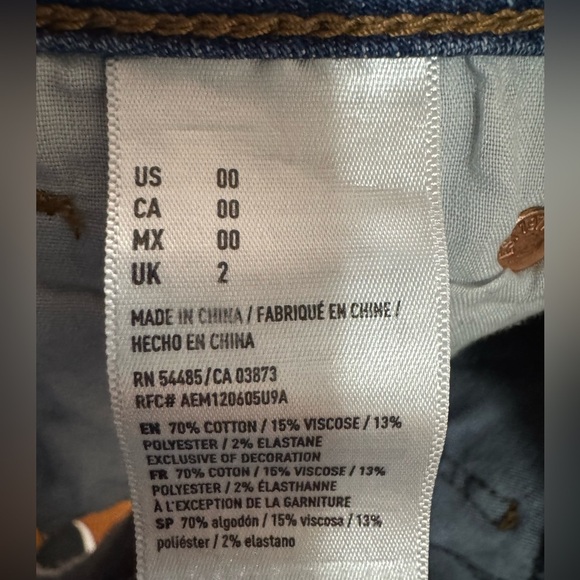 US 00
CA 00
MX 00
UK 2
MADE IN CHINA / FABRIQUÉ EN CHINE /
HECHO EN CHINA
RN 54485/CA 03873
RFC# AEM120605U9A
EN 70% COTTON / 15% VISCOSE / 13%
POLYESTER / 2% ELASTANE
EXCLUSIVE OF DECORATION
FR 70% COTON / 15% VISCOSE / 13%
POLYESTER / 2% ÉLASTHANNE
À L'EXCEPTION DE LA GARNITURE
SP 70% algodón / 15% viscosa / 13%
poliéster / 2% elastano